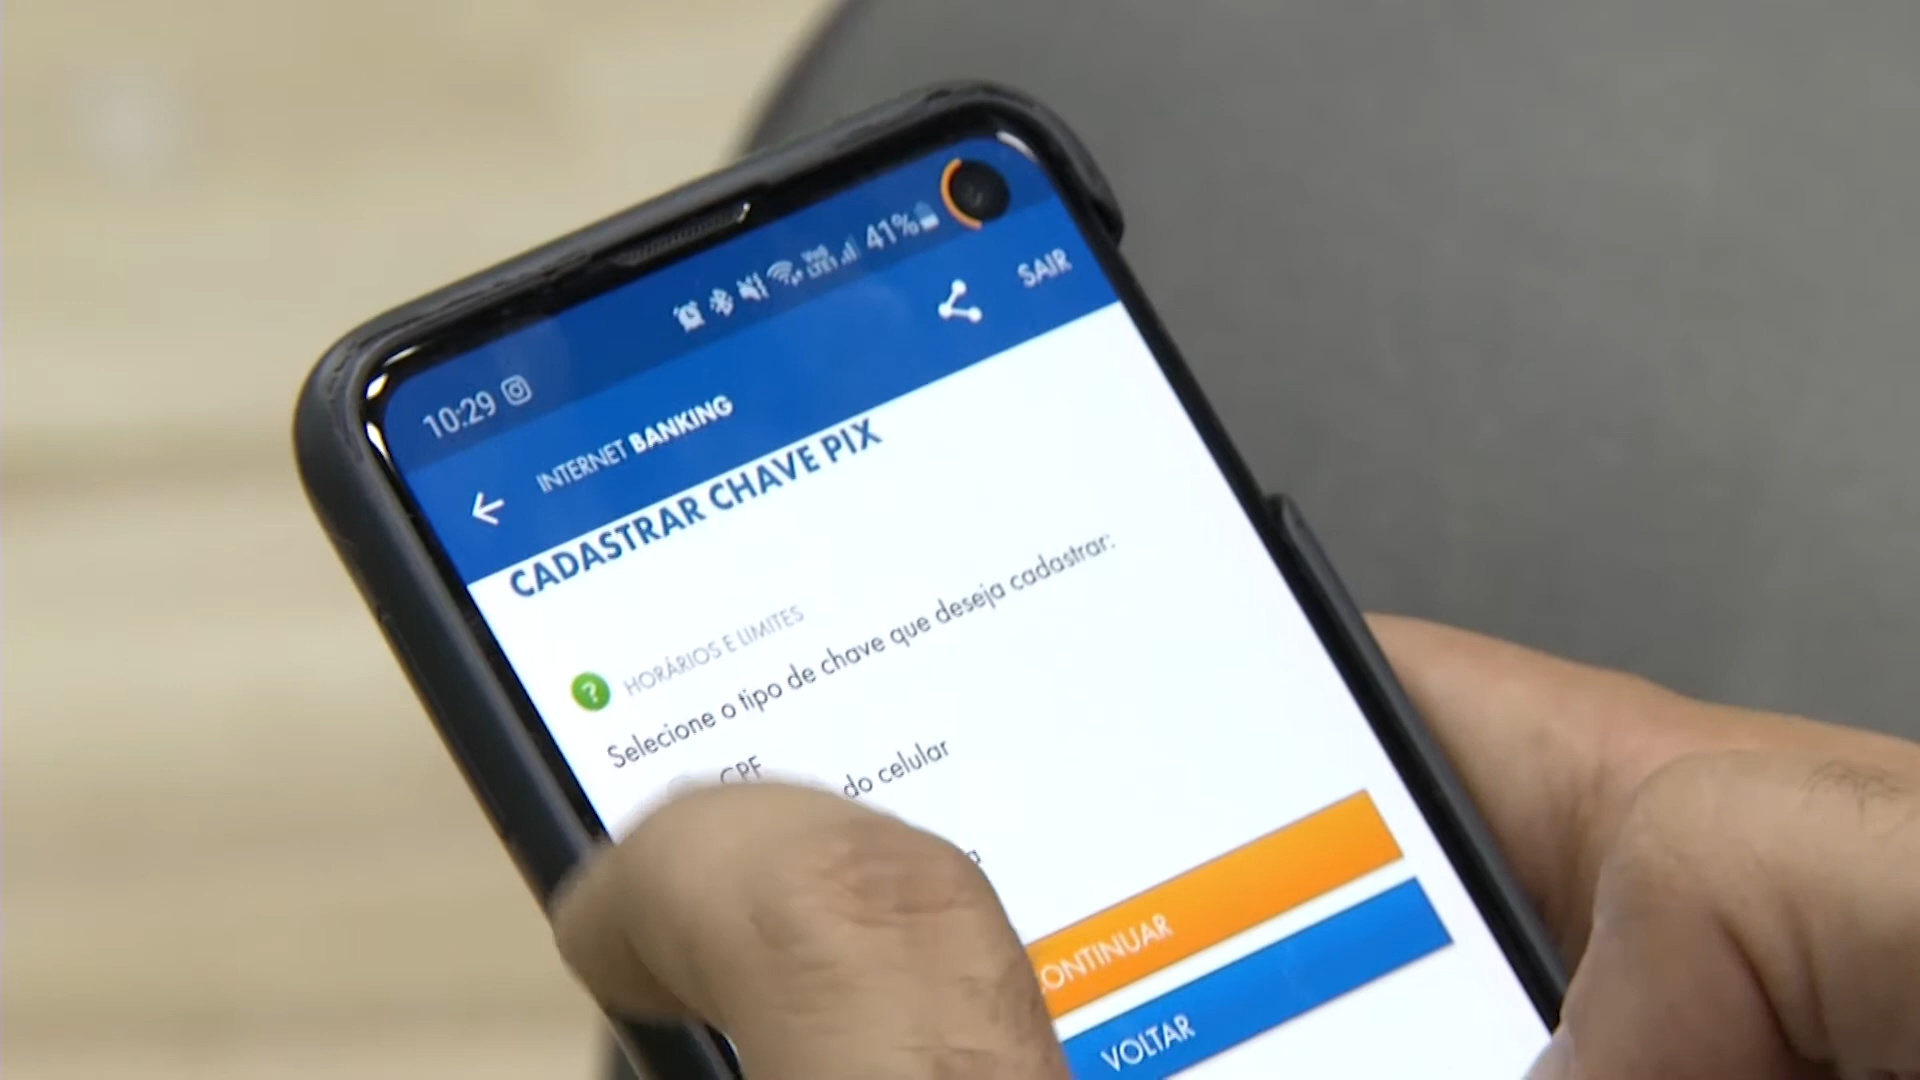 10:29
41%
SAIR
INTERNET BANKING
CADASTRAR CHAVE PIX
HORÁRIOS E LIMITES
Selecione o tipo de chave que deseja cadastrar:
CPF
do celular
CONTINUAR
VOLTAR